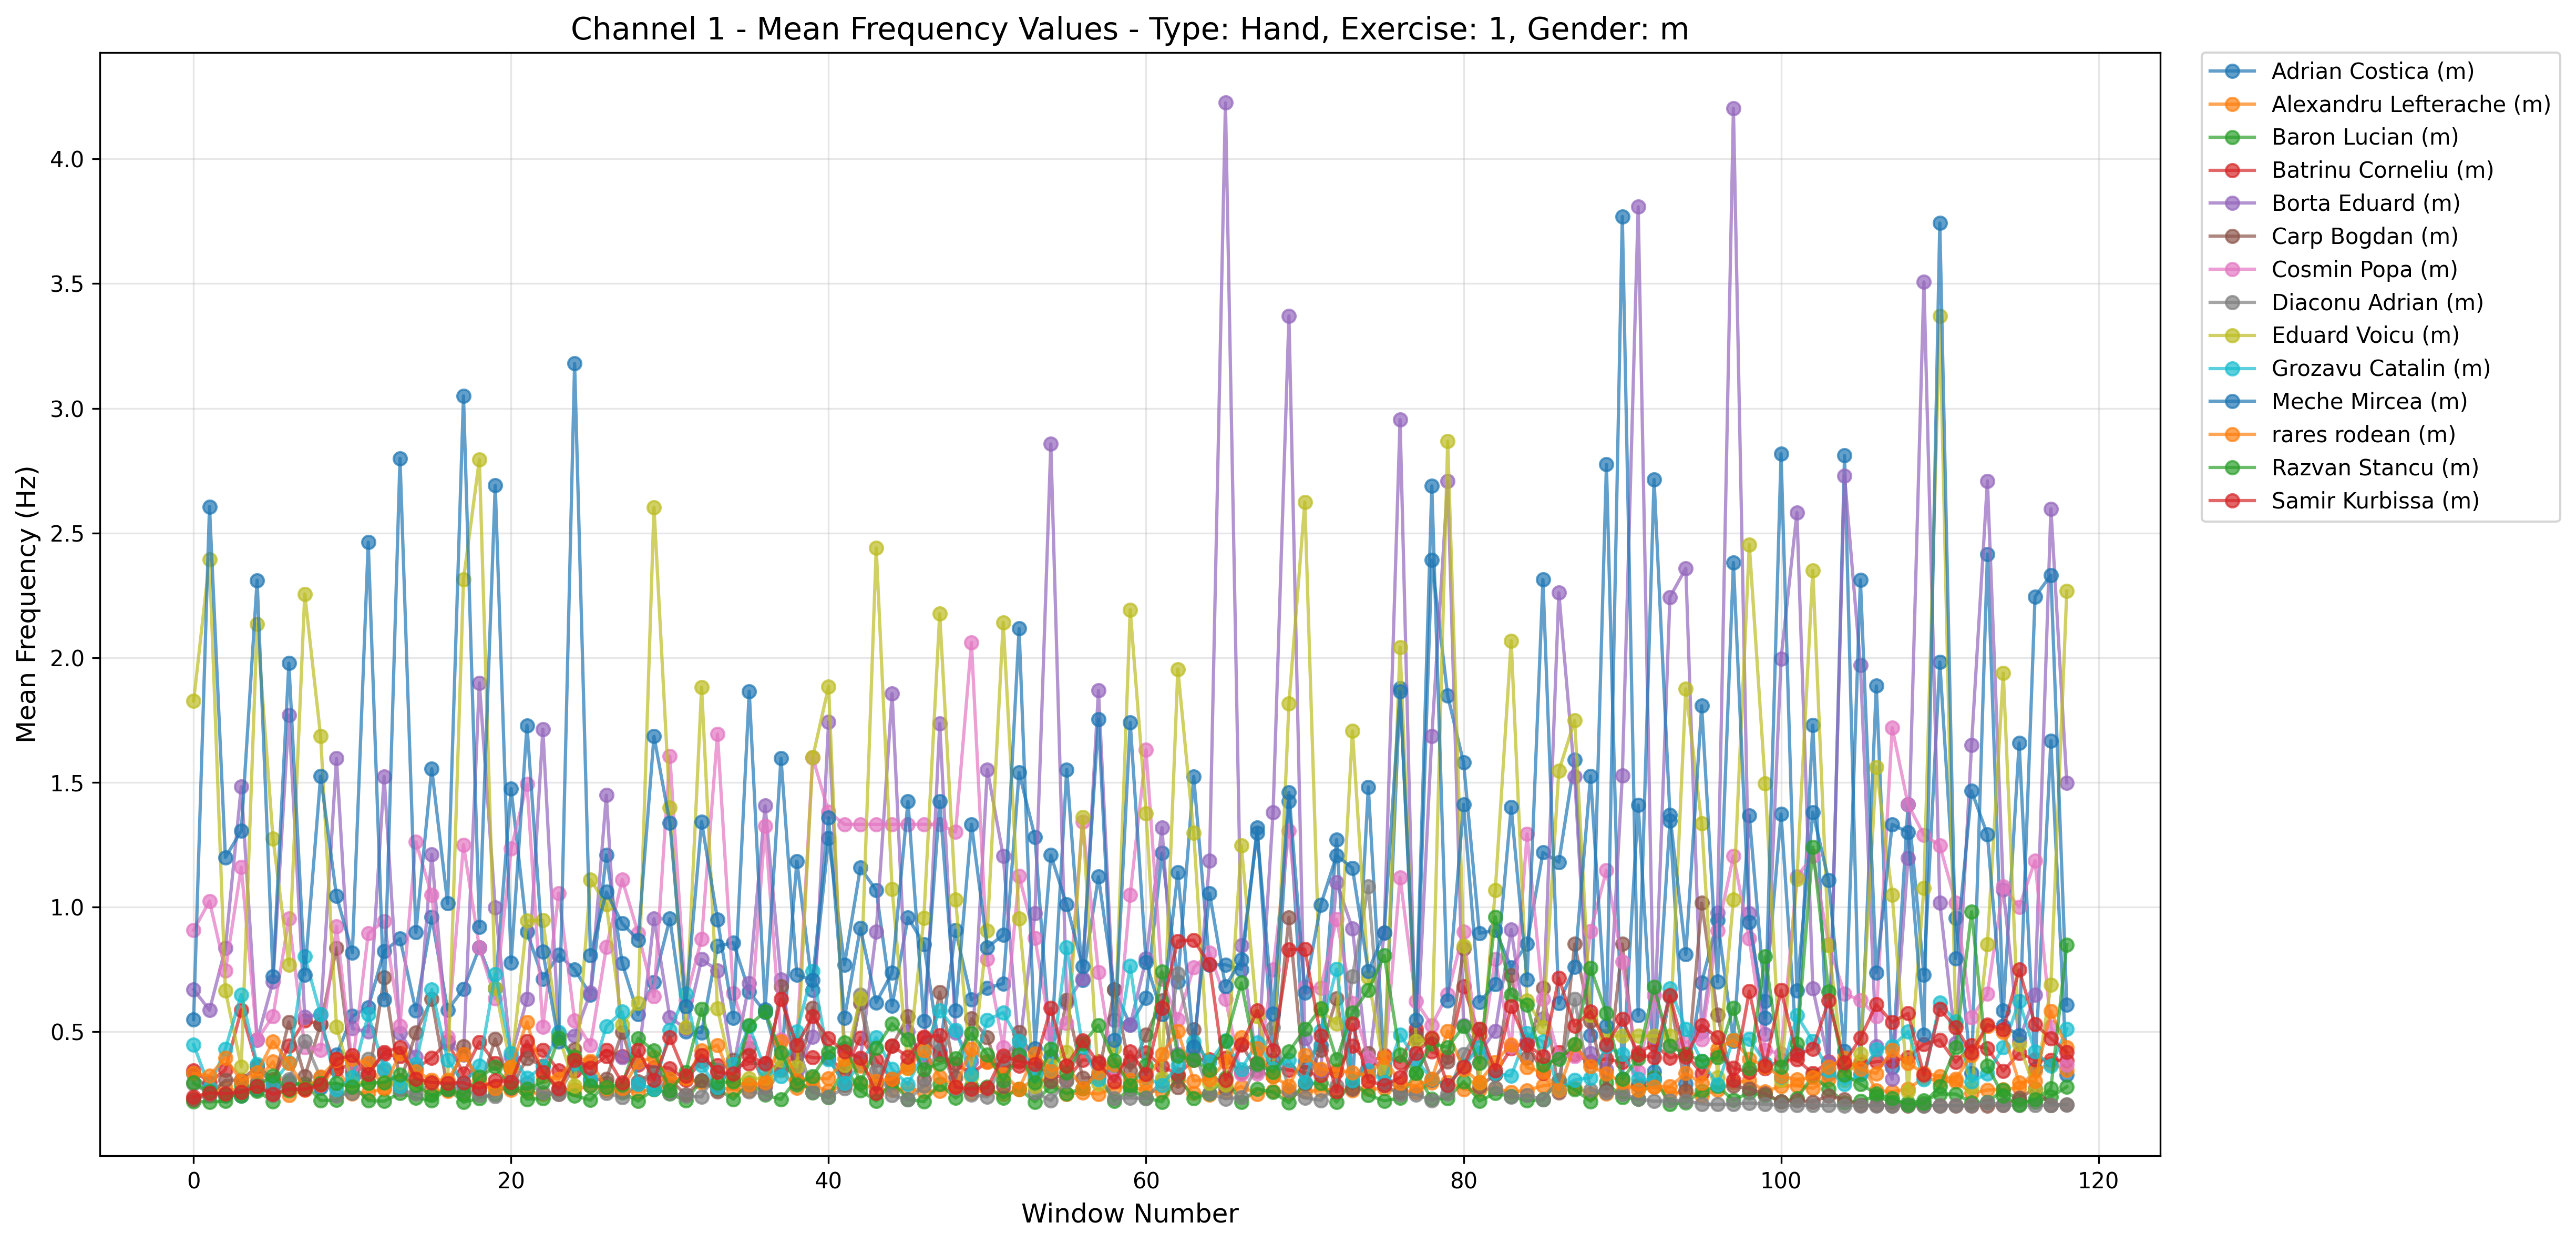 Channel 1 - Mean Frequency Values - Type: Hand, Exercise: 1, Gender: m
Mean Frequency (Hz)
4.0
3.5
3.0
2.5
2.0
1.5
1.0
0.5
0 20 40 60 80 100 120
Window Number
Adrian Costica (m)
Alexandru Lefterache (m)
Baron Lucian (m)
Batrinu Corneliu (m)
Borta Eduard (m)
Carp Bogdan (m)
Cosmin Popa (m)
Diaconu Adrian (m)
Eduard Voicu (m)
Grozavu Catalin (m)
Meche Mircea (m)
rares rodean (m)
Razvan Stancu (m)
Samir Kurbissa (m)